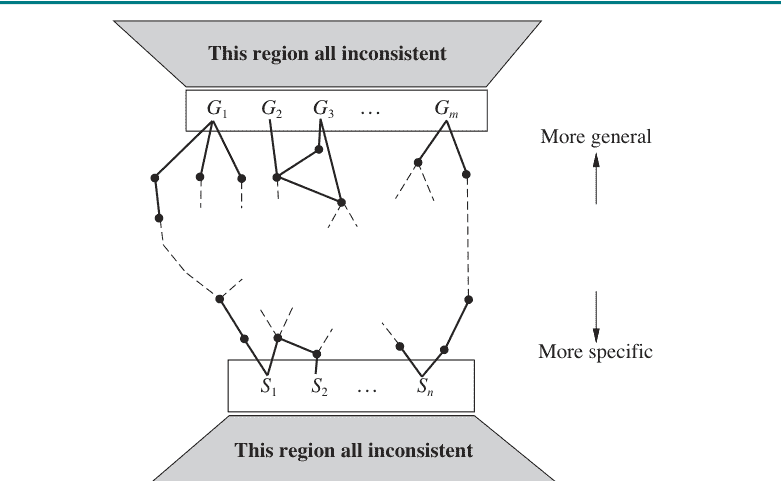 This region all inconsistent
G1 G2 G3 ... Gm
More general
More specific
S1 S2 ... Sn
This region all inconsistent